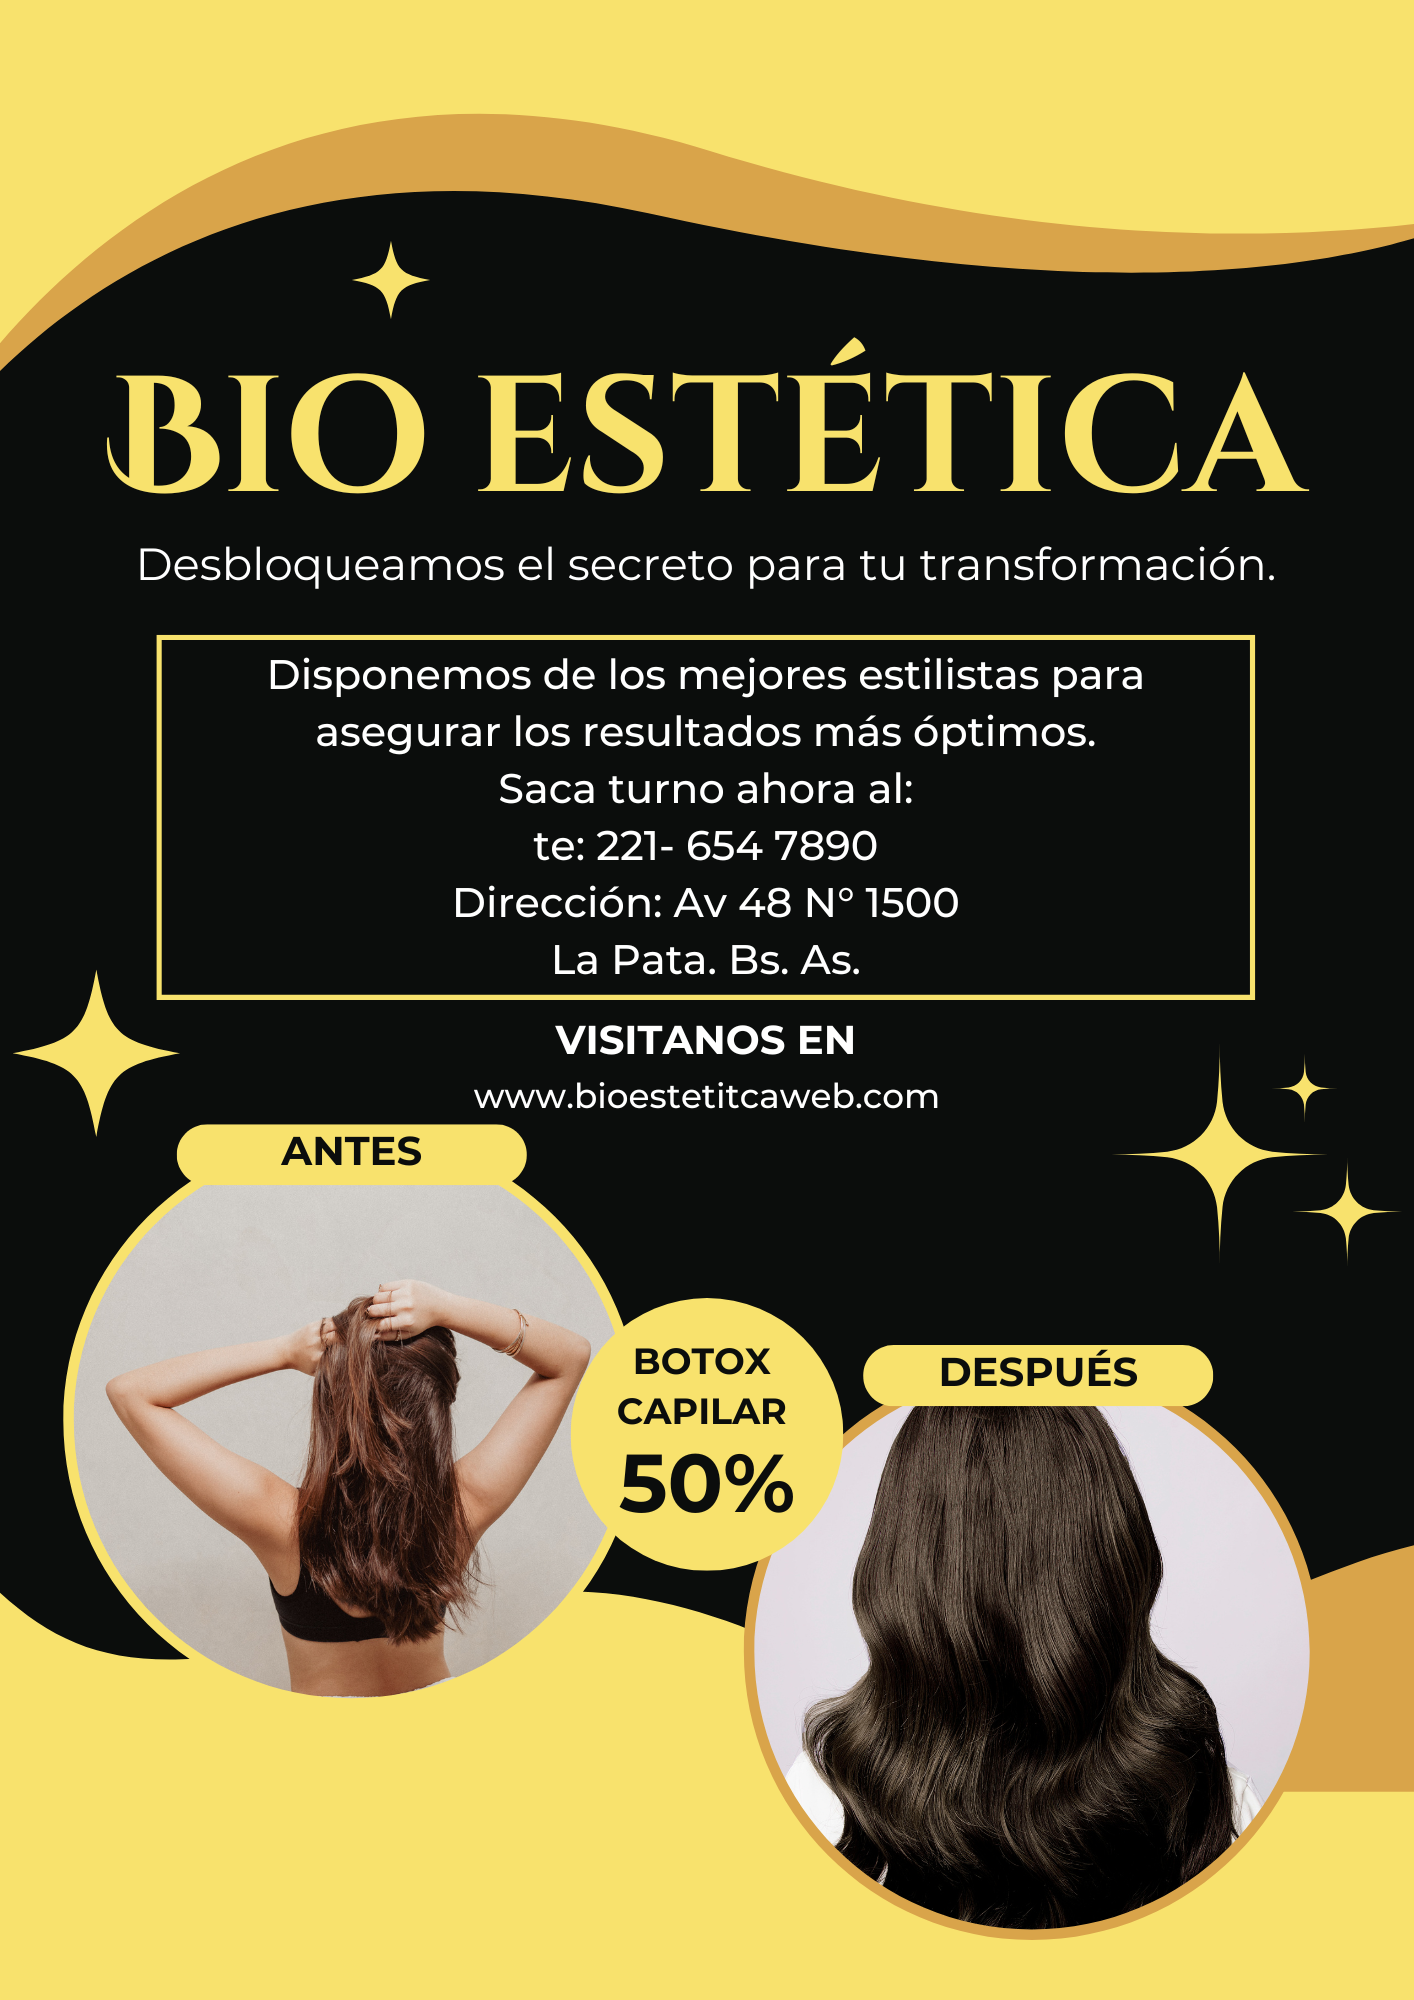 BIO ESTÉTICA
Desbloqueamos el secreto para tu transformación.
Disponemos de los mejores estilistas para
asegurar los resultados más óptimos.
Saca turno ahora al:
te: 221- 654 7890
Dirección: Av 48 N° 1500
La Pata. Bs. As.
VISITANOS EN
www.bioestetitcaweb.com
ANTES
BOTOX
CAPILAR
50%
DESPUÉS